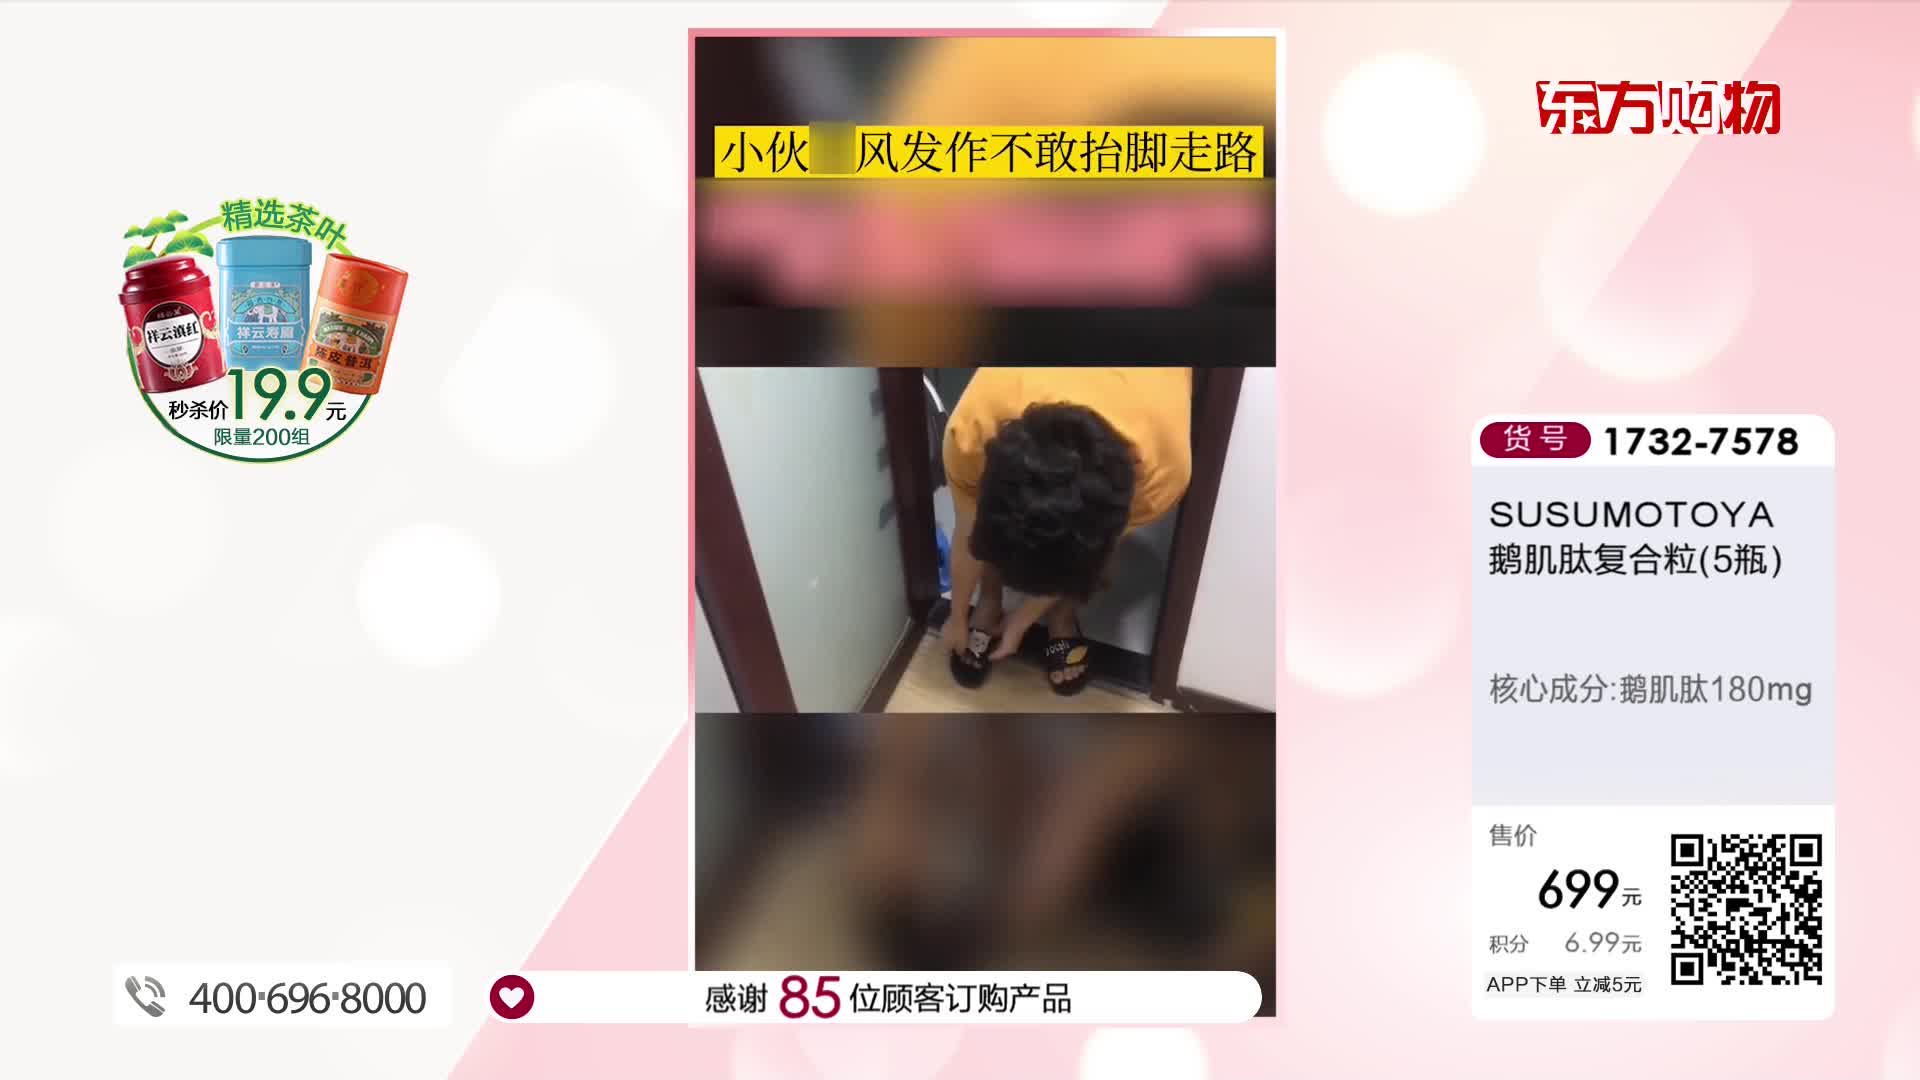 小伙 风发作不敢抬脚走路
东方购物
精选茶叶
祥云滇红
祥云寿眉
陈皮普洱
秒杀价19.9元
限量200组
货号 1732-7578
SUSUMOTOYA
鹅肌肽复合粒(5瓶)
核心成分:鹅肌肽180mg
售价
699元
积分 6.99元
APP下单 立减5元
400·696·8000
感谢 85 位顾客订购产品